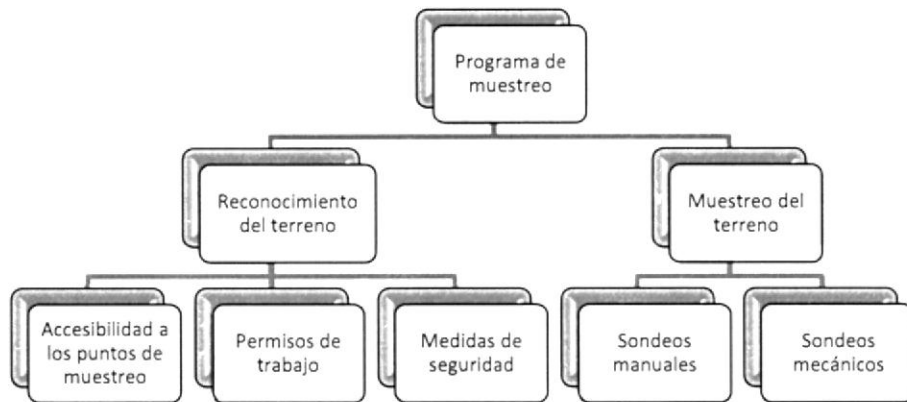 Programa de
muestreo
Reconocimiento
del terreno
Muestreo del
terreno
Accesibilidad a
los puntos de
muestreo
Permisos de
trabajo
Medidas de
seguridad
Sondeos
manuales
Sondeos
mecánicos